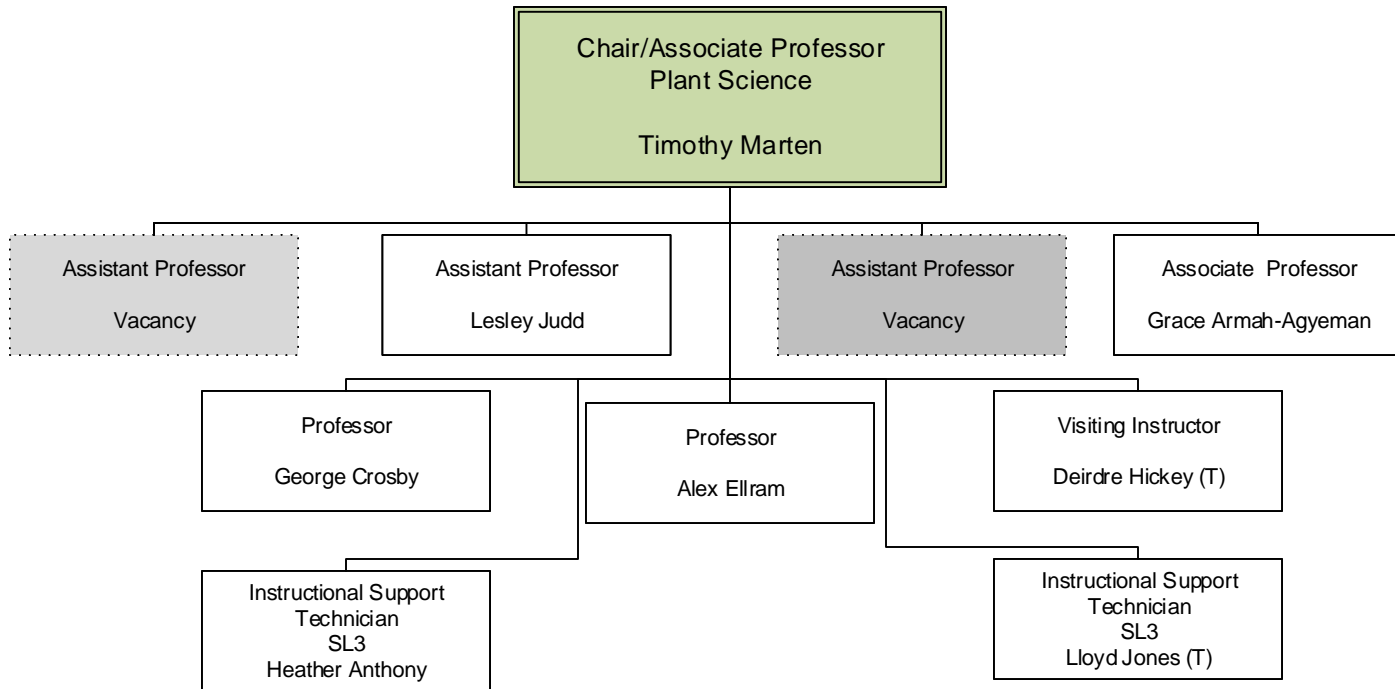 Chair/Associate Professor
Plant Science
Timothy Marten
Assistant Professor
Vacancy
Assistant Professor
Lesley Judd
Assistant Professor
Vacancy
Associate Professor
Grace Armah-Agyeman
Professor
George Crosby
Professor
Alex Ellram
Visiting Instructor
Deirdre Hickey (T)
Instructional Support
Technician
SL3
Heather Anthony
Instructional Support
Technician
SL3
Lloyd Jones (T)